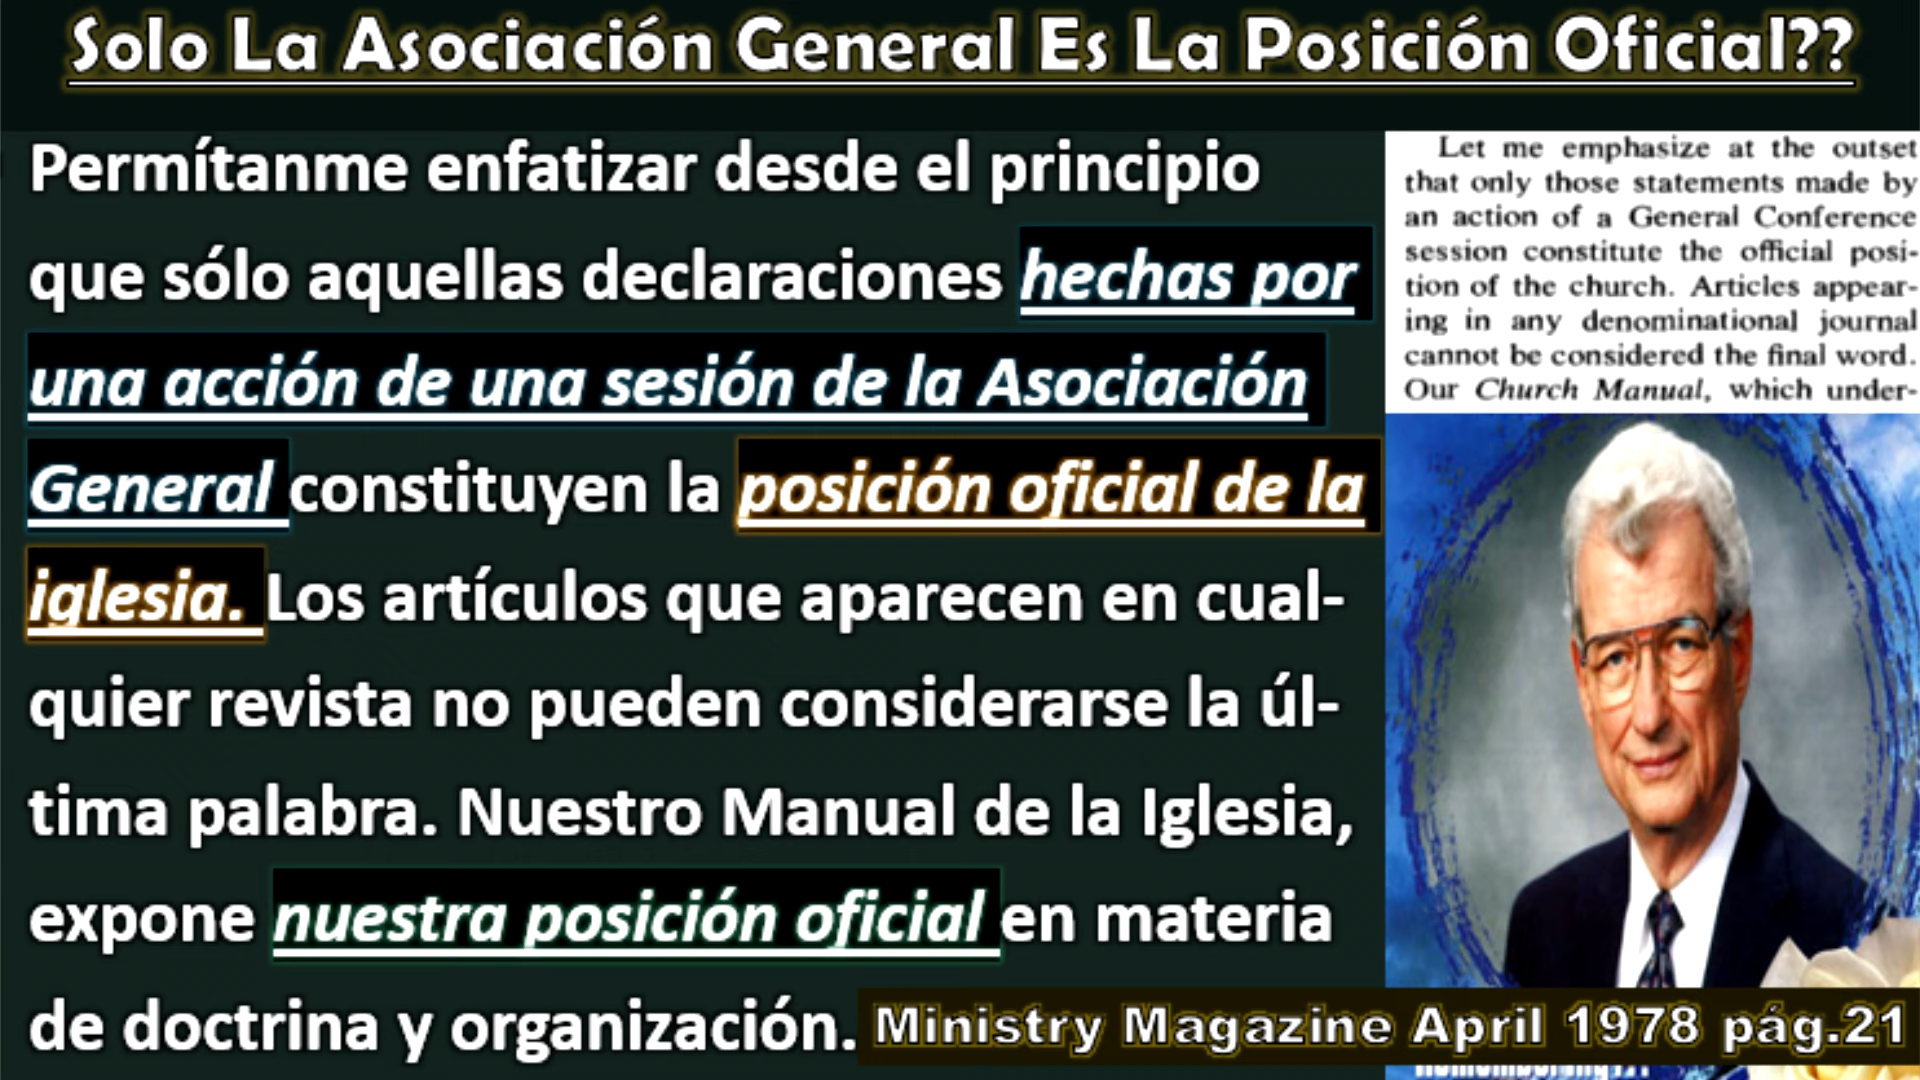 Solo La Asociación General Es La Posición Oficial??
Permítanme enfatizar desde el principio
que sólo aquellas declaraciones hechas por
una acción de una sesión de la Asociación
General constituyen la posición oficial de la
iglesia. Los artículos que aparecen en cual-
quier revista no pueden considerarse la úl-
tima palabra. Nuestro Manual de la Iglesia,
expone nuestra posición oficial en materia
de doctrina y organización.
Let me emphasize at the outset
that only those statements made by
an action of a General Conference
session constitute the official posi-
tion of the church. Articles appear-
ing in any denominational journal
cannot be considered the final word.
Our Church Manual, which under-
Ministry Magazine April 1978 pág.21